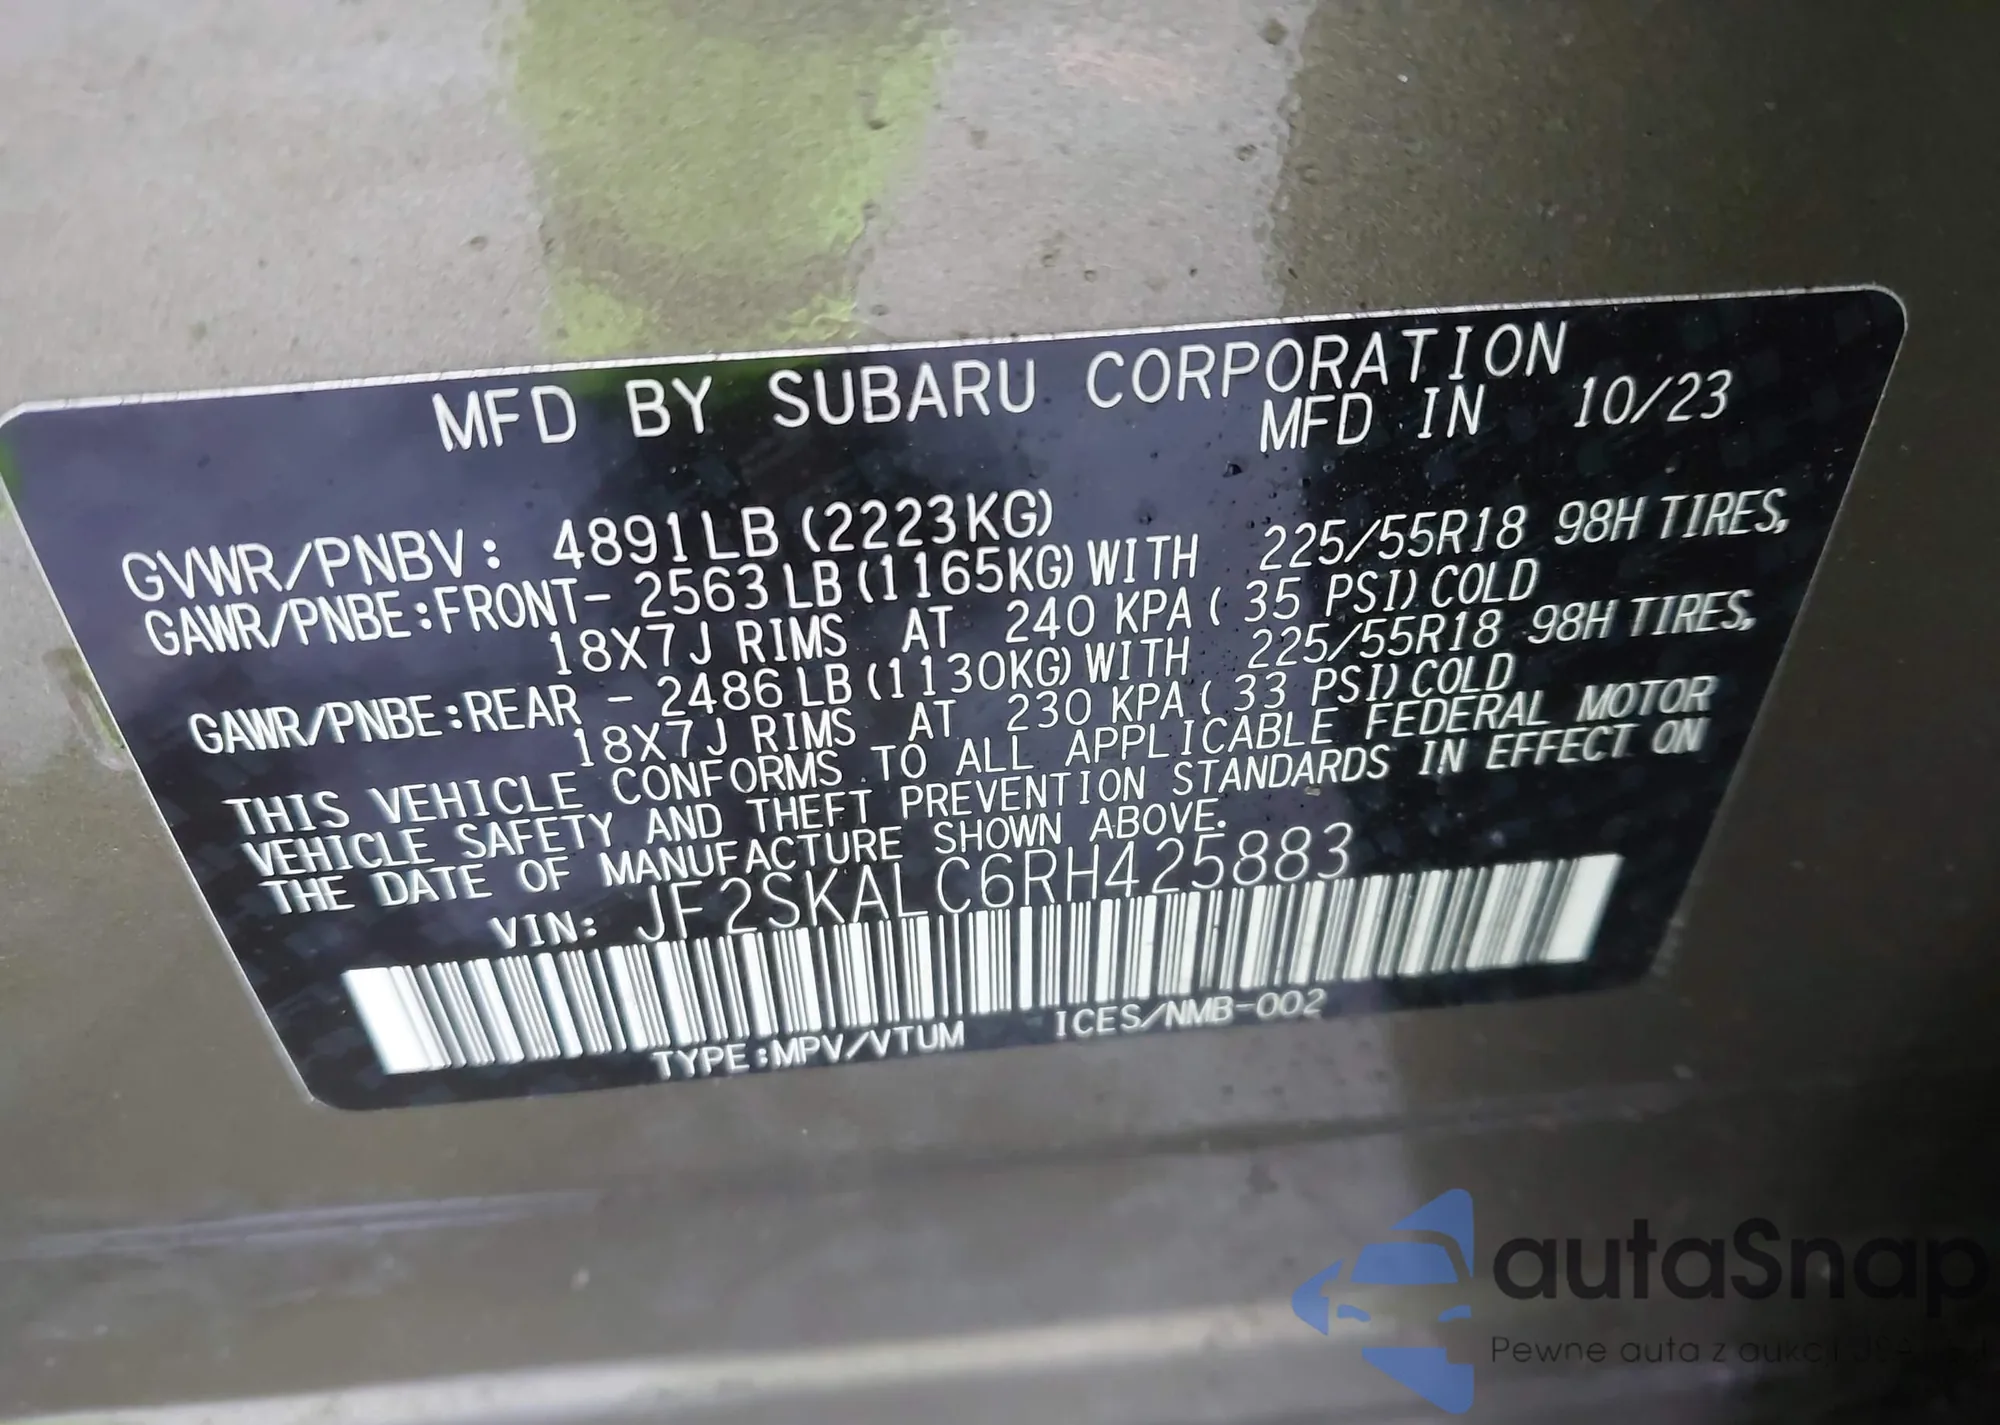 MFD BY SUBARU CORPORATION
MFD IN 10/23
GVWR/PNBV: 4891LB (2223KG)
GAWR/PNBE:FRONT- 2563LB(1165KG)WITH 225/55R18 98H TIRES,
18X7J RIMS AT 240 KPA( 35 PSI)COLD
GAWR/PNBE:REAR - 2486LB(1130KG)WITH 225/55R18 98H TIRES,
18X7J RIMS AT 230 KPA( 33 PSI)COLD
THIS VEHICLE CONFORMS TO ALL APPLICABLE FEDERAL MOTOR
VEHICLE SAFETY AND THEFT PREVENTION STANDARDS IN EFFECT ON
THE DATE OF MANUFACTURE SHOWN ABOVE.
VIN: JF2SKALC6RH425883
TYPE:MPV/VTUM ICES/NMB-002
autaSnap
Pewne auta z aukcji